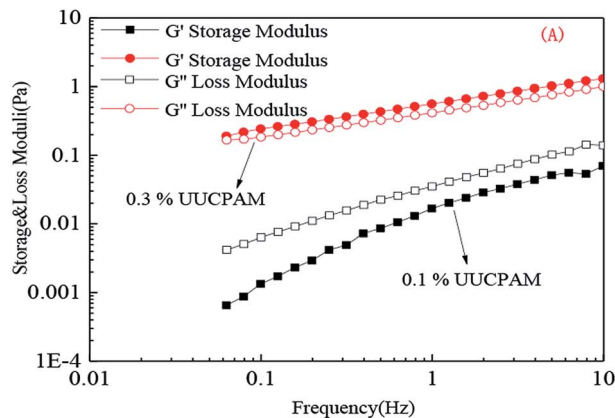 (A)
G' Storage Modulus
G' Storage Modulus
G'' Loss Modulus
G'' Loss Modulus
10
1
0.1
0.01
0.001
1E-4
Storage&Loss Moduli(Pa)
0.3 % UUCPAM
0.1 % UUCPAM
0.01
0.1
1
10
Frequency(Hz)